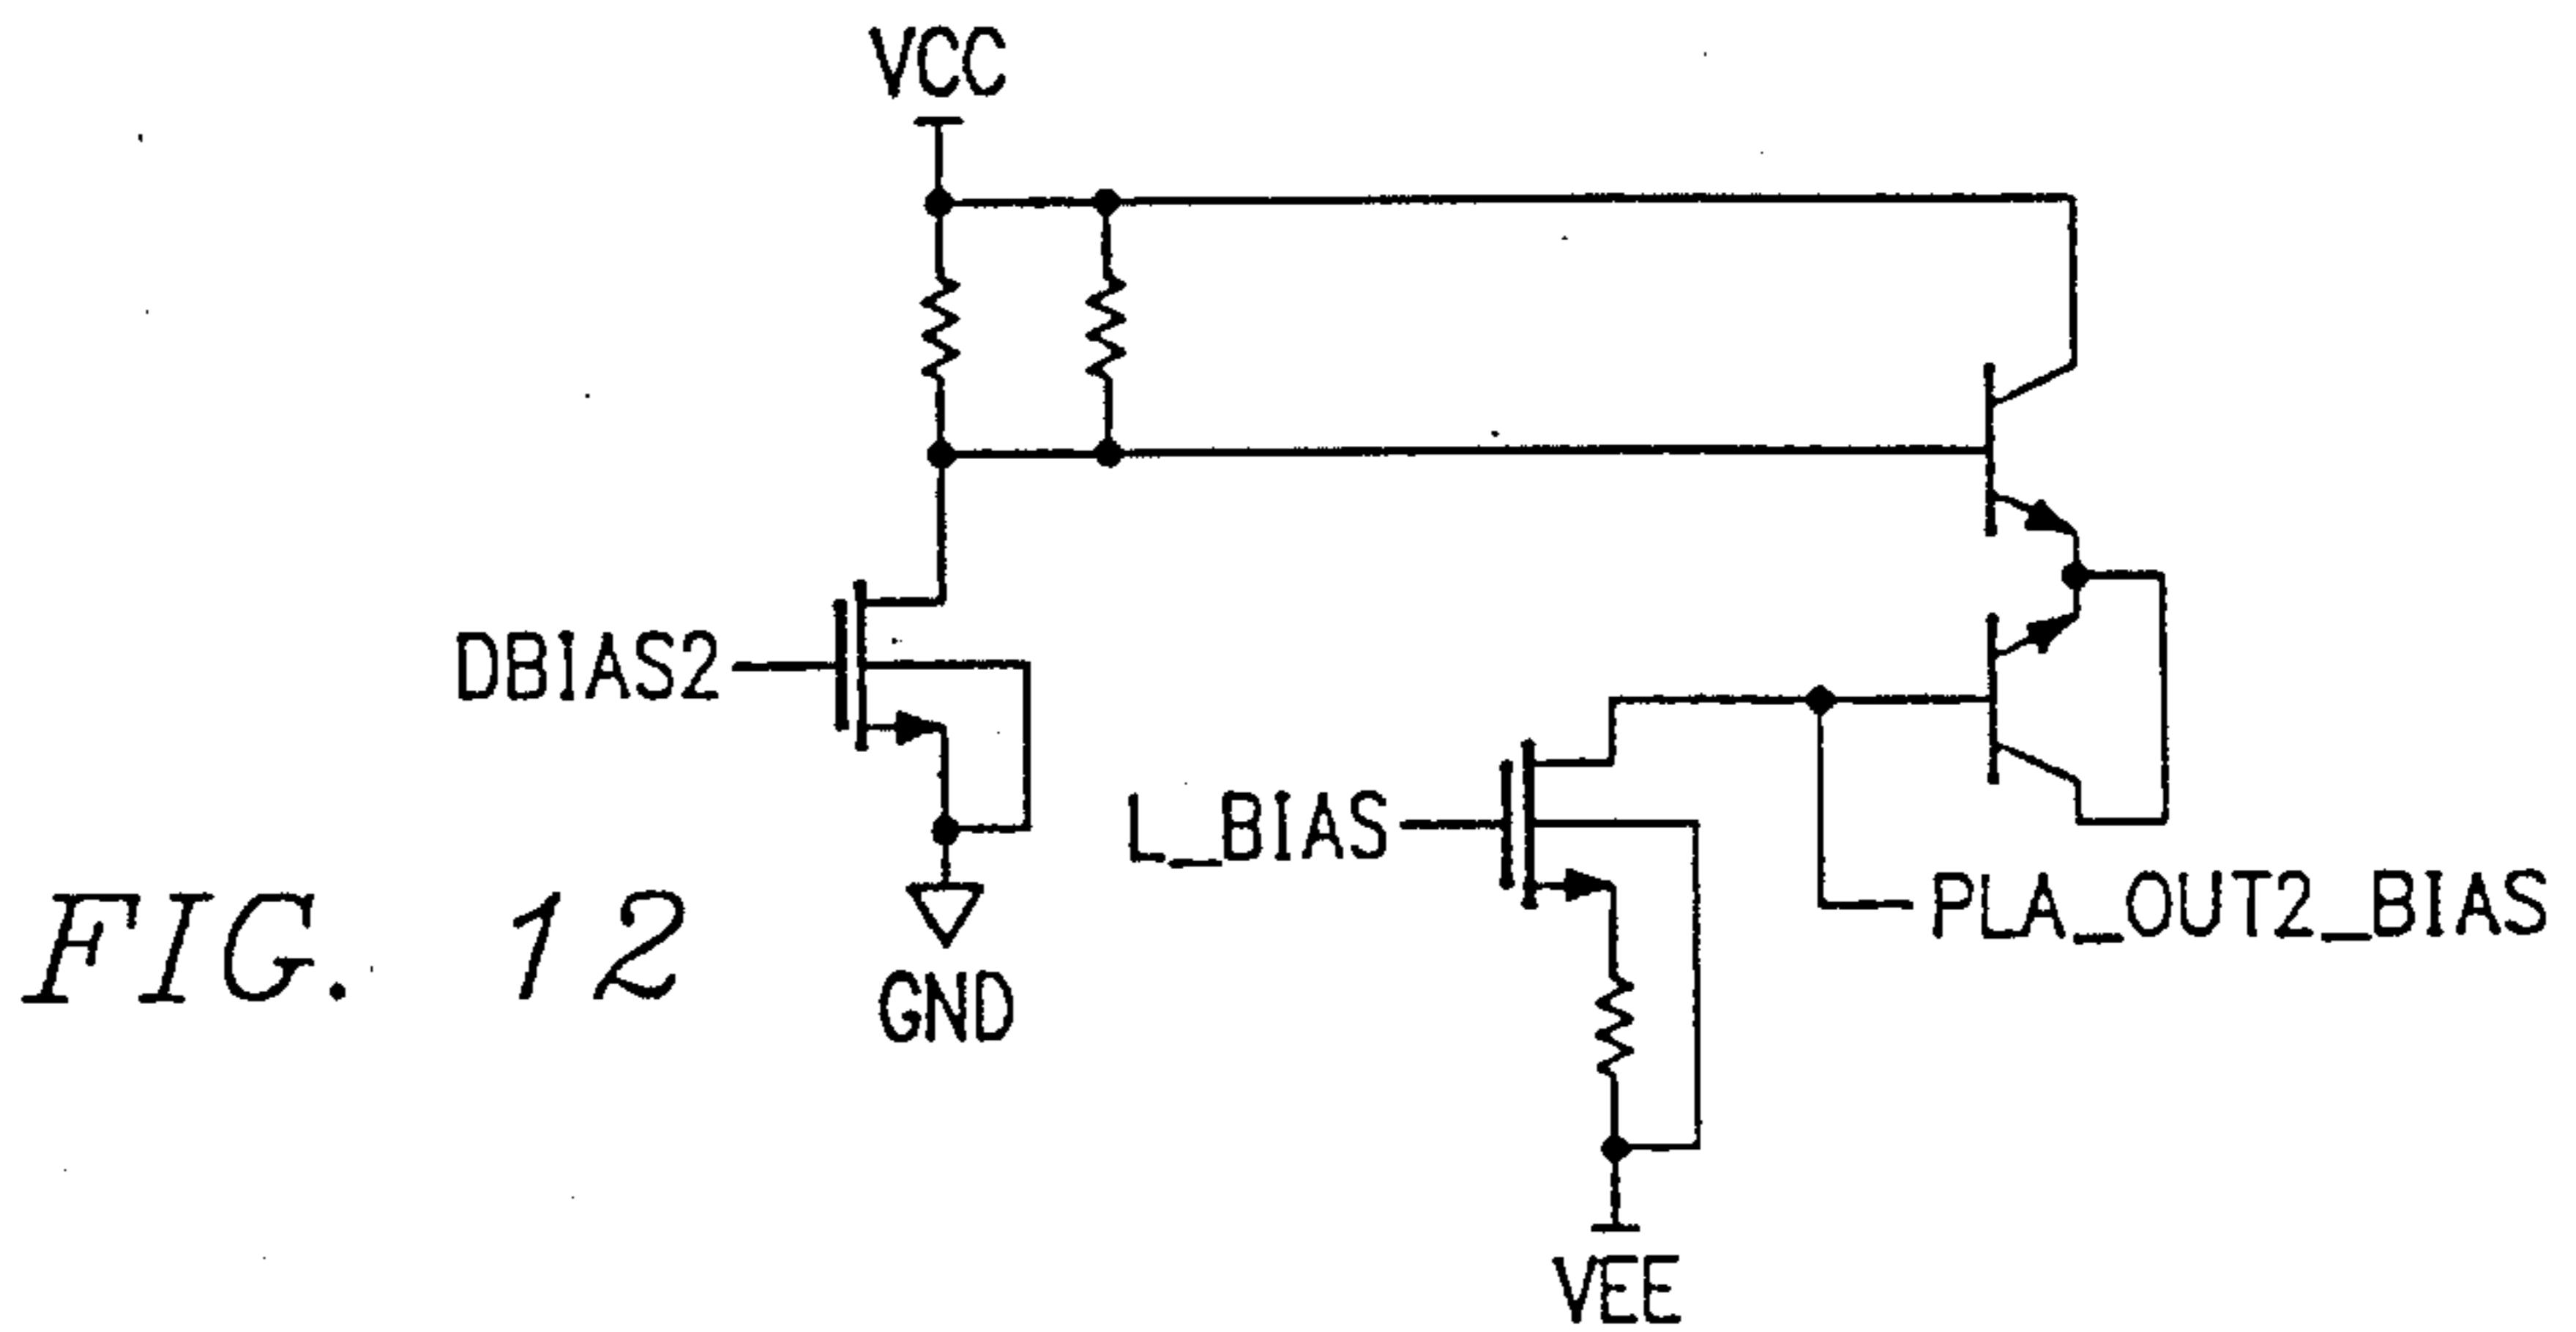 VCC
DBIAS2
L_BIAS
PLA_OUT2_BIAS
FIG. 12
GND
VEE